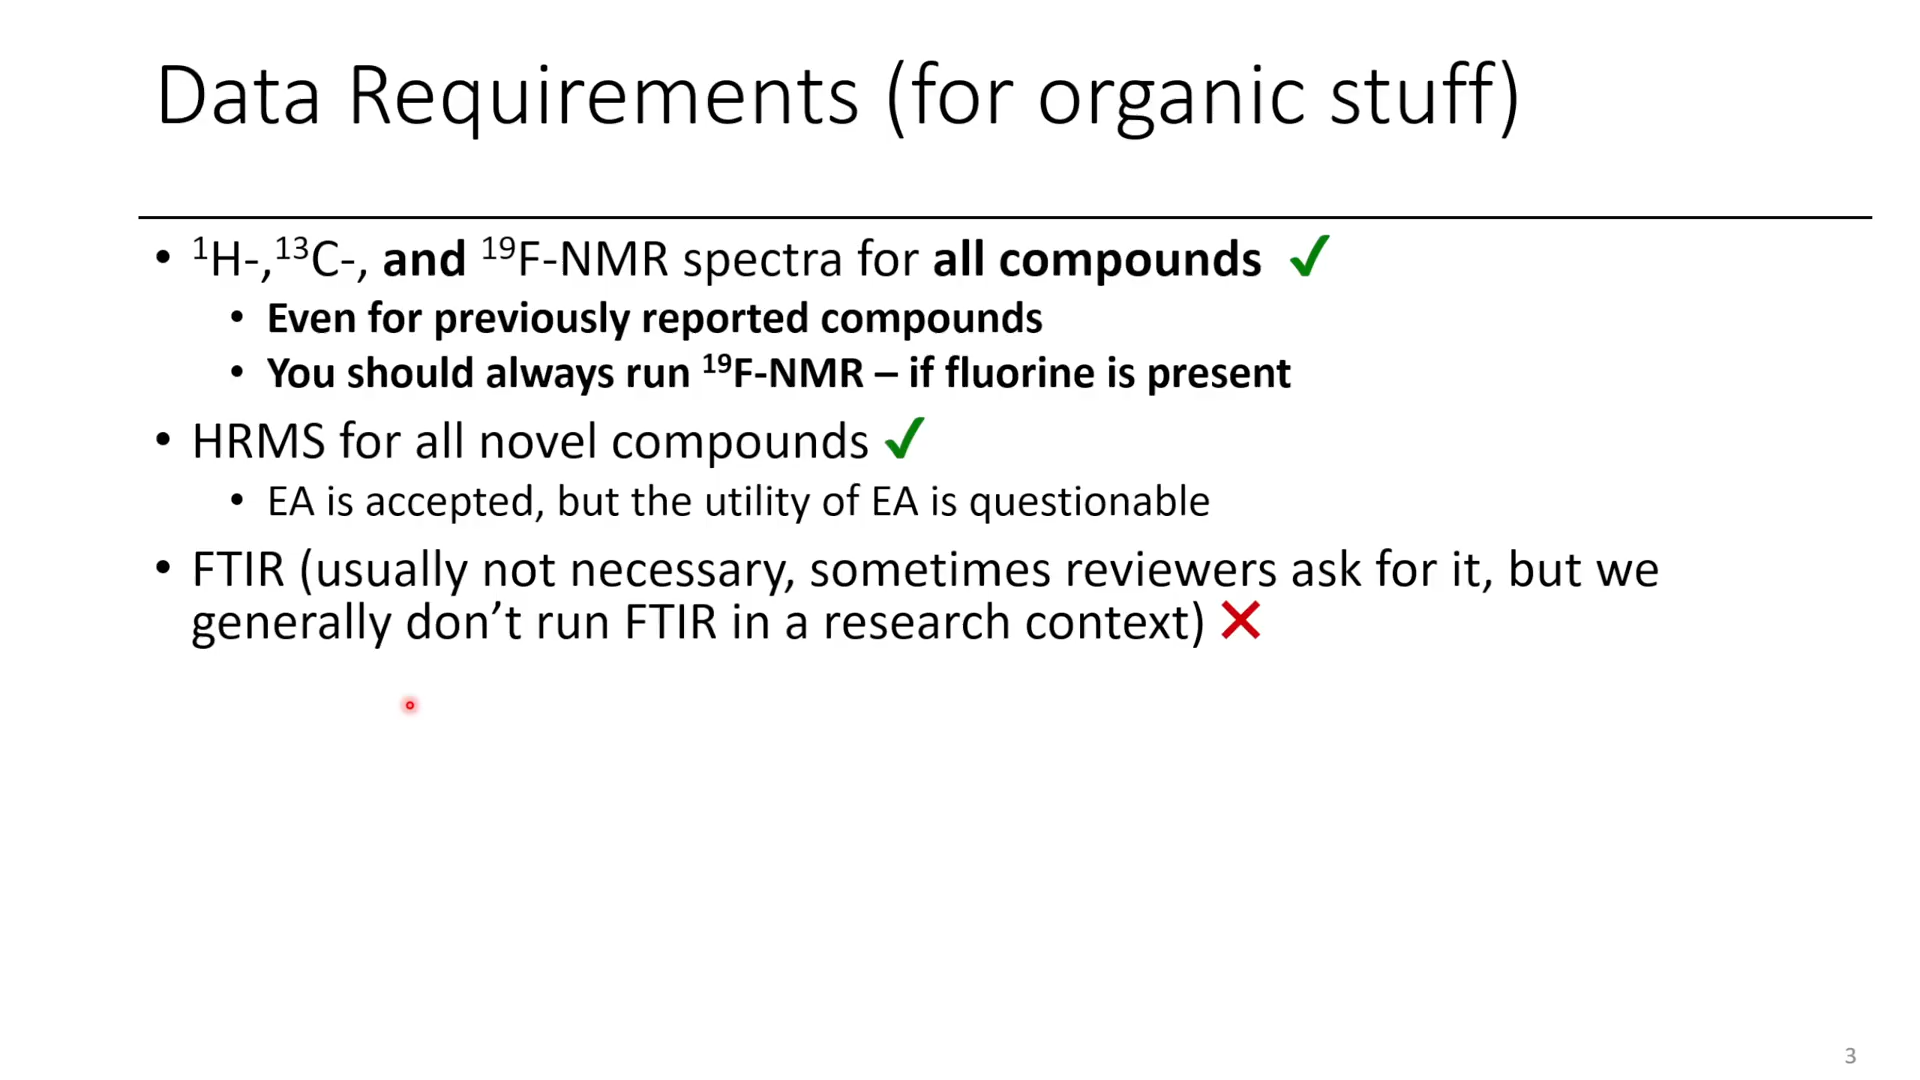 Data Requirements (for organic stuff)
• ¹H-,¹³C-, and ¹⁹F-NMR spectra for all compounds ✓
• Even for previously reported compounds
• You should always run ¹⁹F-NMR – if fluorine is present
• HRMS for all novel compounds ✓
• EA is accepted, but the utility of EA is questionable
• FTIR (usually not necessary, sometimes reviewers ask for it, but we
generally don’t run FTIR in a research context) ✕
3